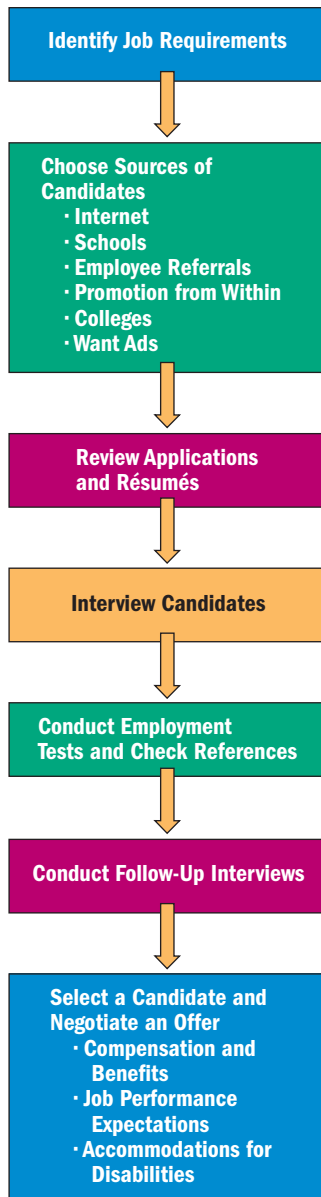 Identify Job Requirements
Choose Sources of
Candidates
· Internet
· Schools
· Employee Referrals
· Promotion from Within
· Colleges
· Want Ads
Review Applications
and Résumés
Interview Candidates
Conduct Employment
Tests and Check References
Conduct Follow-Up Interviews
Select a Candidate and
Negotiate an Offer
· Compensation and
Benefits
· Job Performance
Expectations
· Accommodations for
Disabilities